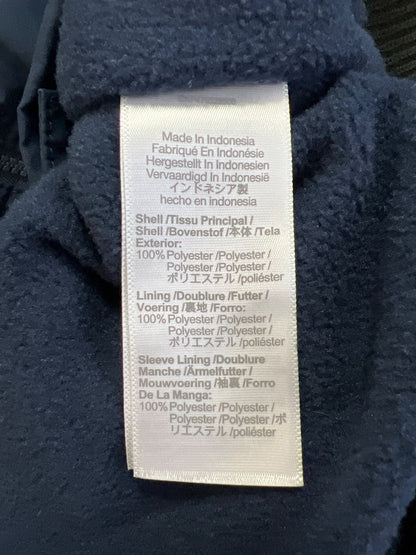 Made In Indonesia
Fabriqué En Indonésie
Hergestellt In Indonesien
Vervaardigd In Indonesië
インドネシア製
hecho en indonesia
Shell /Tissu Principal /
Shell /Bovenstof /本体 /Tela
Exterior:
100% Polyester /Polyester /
Polyester /Polyester /
ポリエステル /poliéster
Lining /Doublure /Futter /
Voering /裏地 /Forro:
100% Polyester /Polyester /
Polyester /Polyester /
ポリエステル /poliéster
Sleeve Lining /Doublure
Manche /Ärmelfutter /
Mouwvoering /袖裏 /Forro
De La Manga:
100% Polyester /Polyester /
Polyester /Polyester /ポ
リエステル /poliéster